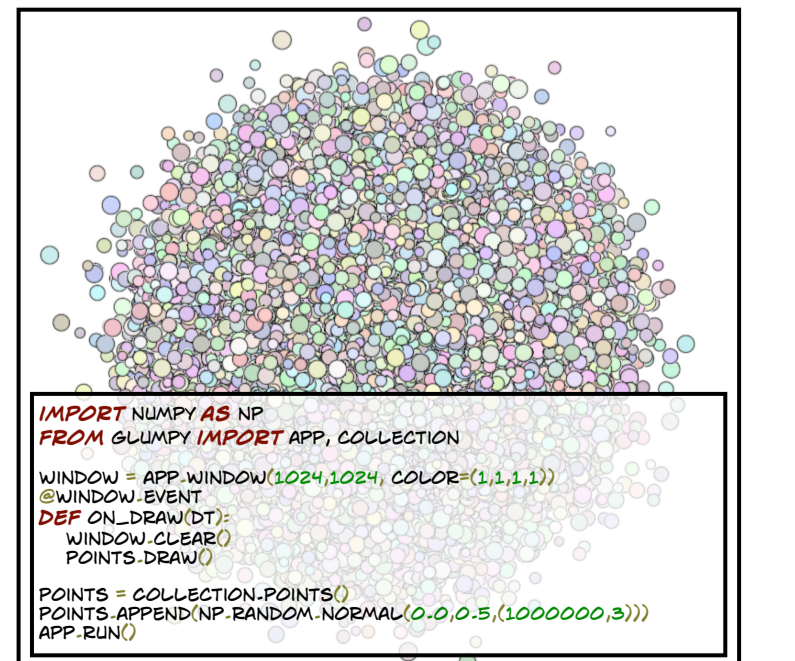 IMPORT NUMPY AS NP
FROM GLUMPY IMPORT APP, COLLECTION
WINDOW = APP.WINDOW(1024,1024, COLOR=(1,1,1,1))
@WINDOW.EVENT
DEF ON_DRAW(DT):
WINDOW.CLEAR()
POINTS.DRAW()
POINTS = COLLECTION.POINTS()
POINTS.APPEND(NP.RANDOM.NORMAL(0.0,0.5,(1000000,3)))
APP.RUN()